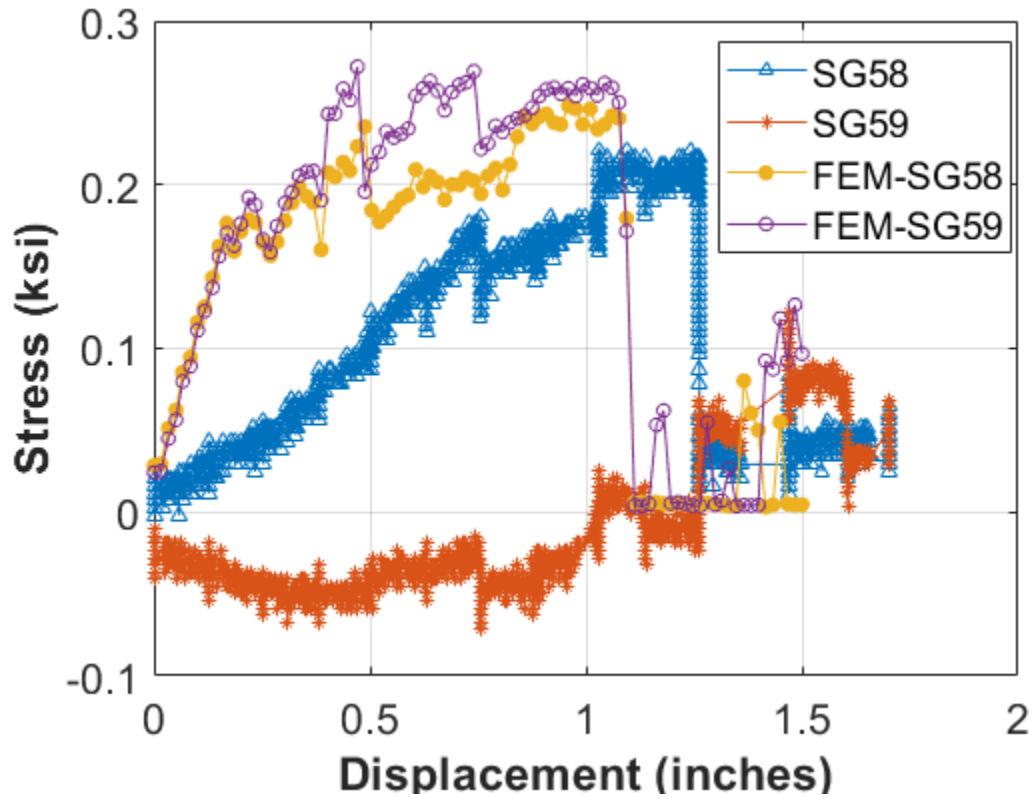 0.3
0.2
0.1
0
-0.1
Stress (ksi)
SG58
SG59
FEM-SG58
FEM-SG59
0
0.5
1
1.5
2
Displacement (inches)